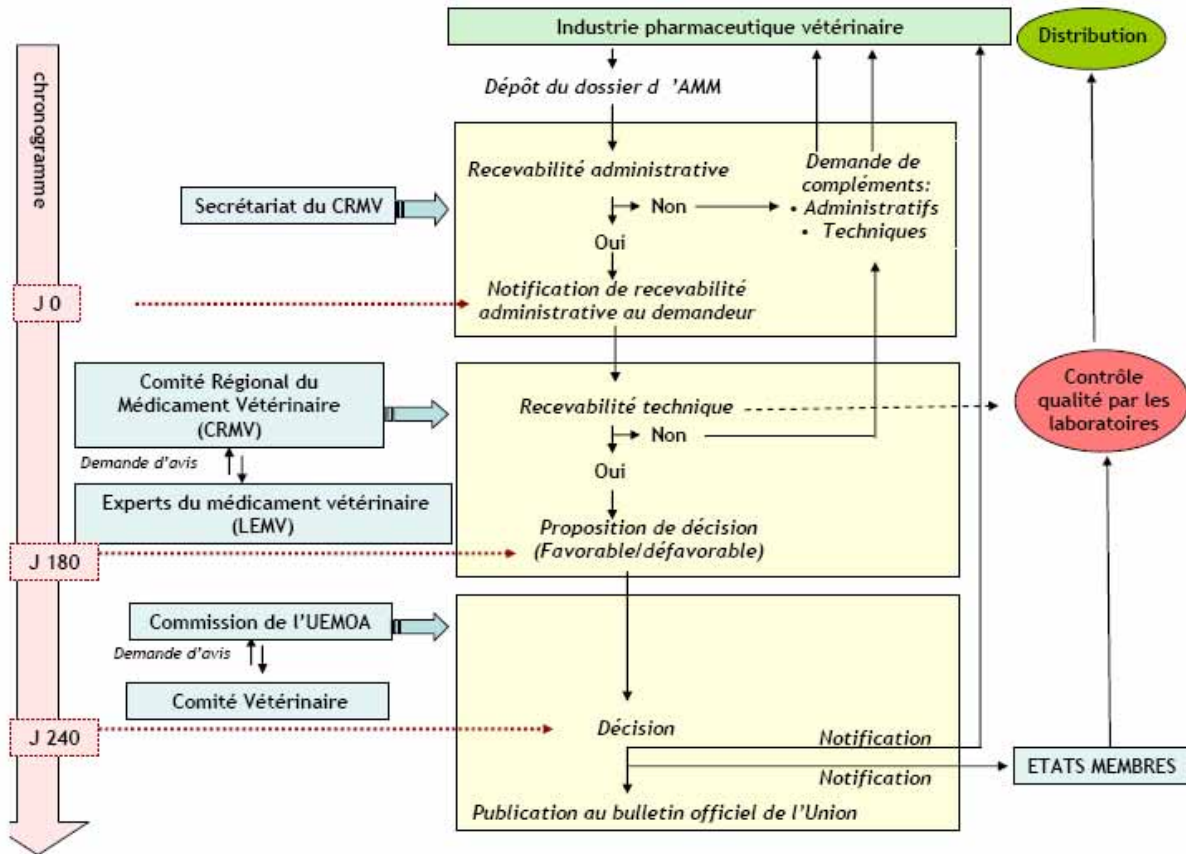 Industrie pharmaceutique vétérinaire
Distribution
chronogramme
Dépôt du dossier d 'AMM
Recevabilité administrative
Demande de
compléments:
• Administratifs
• Techniques
Secrétariat du CRMV
Non
Oui
J 0
Notification de recevabilité
administrative au demandeur
Comité Régional du
Médicament Vétérinaire
(CRMV)
Recevabilité technique
Contrôle
qualité par les
laboratoires
Non
Demande d'avis
Oui
Experts du médicament vétérinaire
(LEMV)
Proposition de décision
(Favorable/défavorable)
J 180
Commission de l'UEMOA
Demande d'avis
Comité Vétérinaire
J 240
Décision
Notification
Notification
ETATS MEMBRES
Publication au bulletin officiel de l'Union